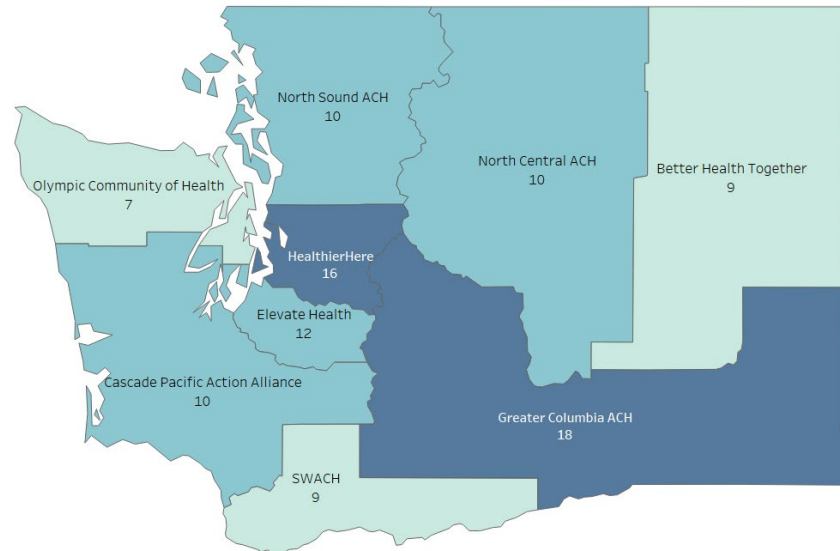 North Sound ACH
10
North Central ACH
10
Better Health Together
9
Olympic Community of Health
7
HealthierHere
16
Elevate Health
12
Cascade Pacific Action Alliance
10
Greater Columbia ACH
18
SWACH
9